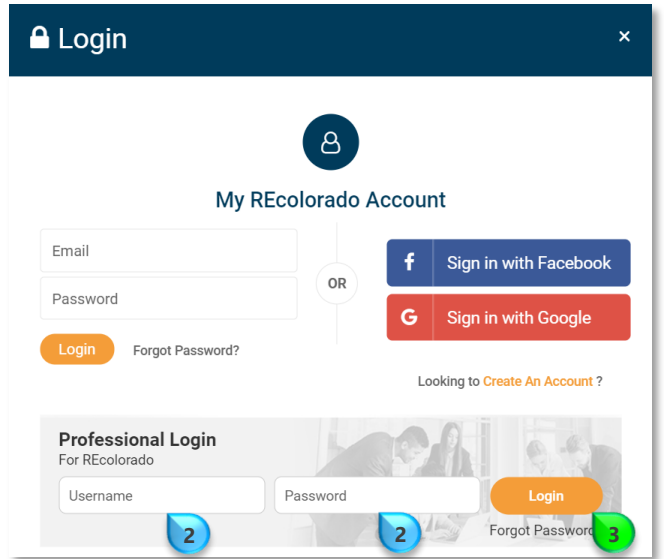 Login ×
My REcolorado Account
Email
Password
Login Forgot Password?
OR
f Sign in with Facebook
G Sign in with Google
Looking to Create An Account ?
Professional Login
For REcolorado
Username Password Login
2 2 Forgot Password 3